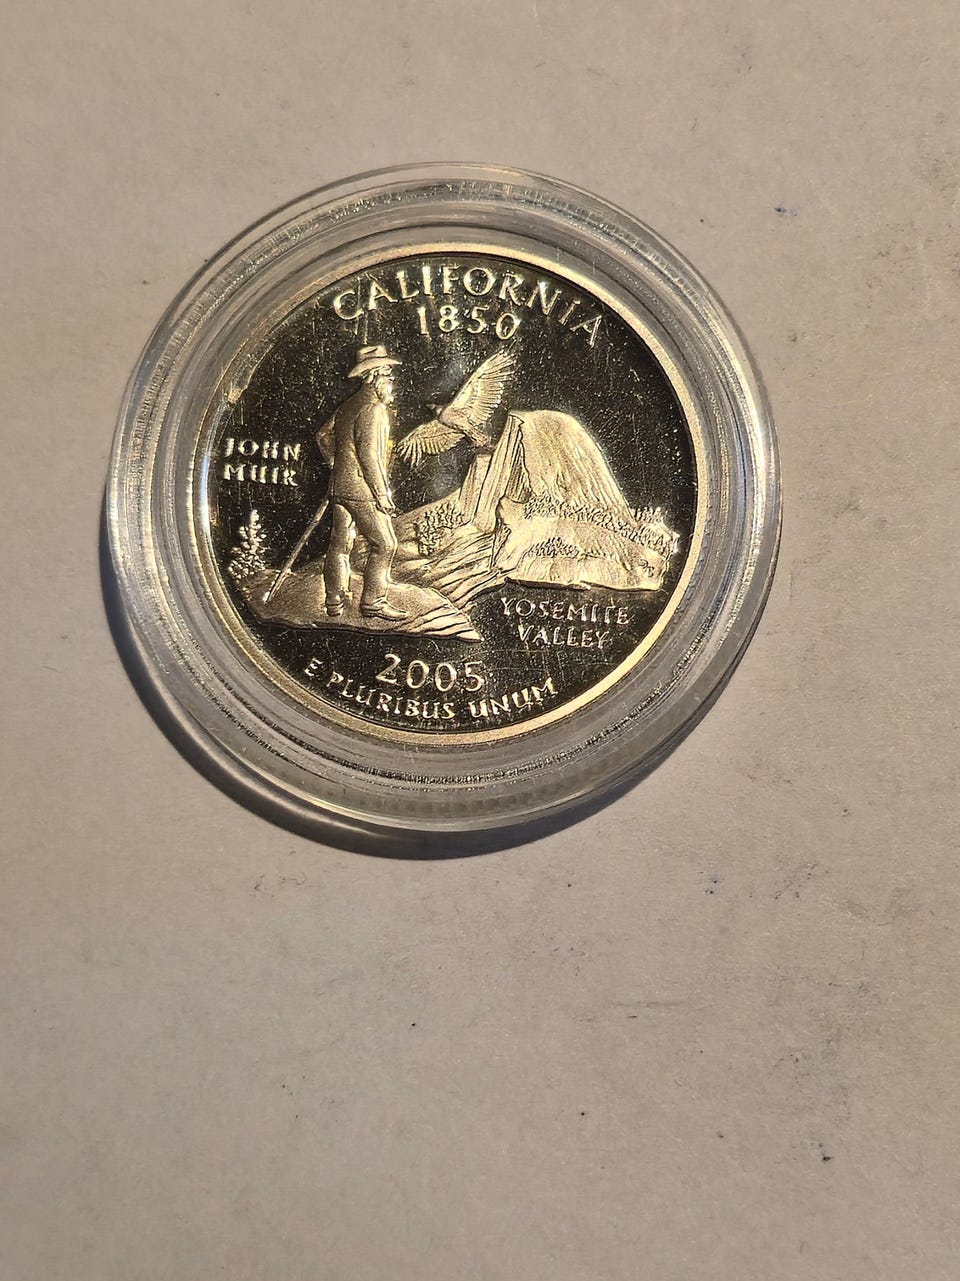 CALIFORNIA
1850
JOHN
MUIR
YOSEMITE
VALLEY
2005
E PLURIBUS UNUM